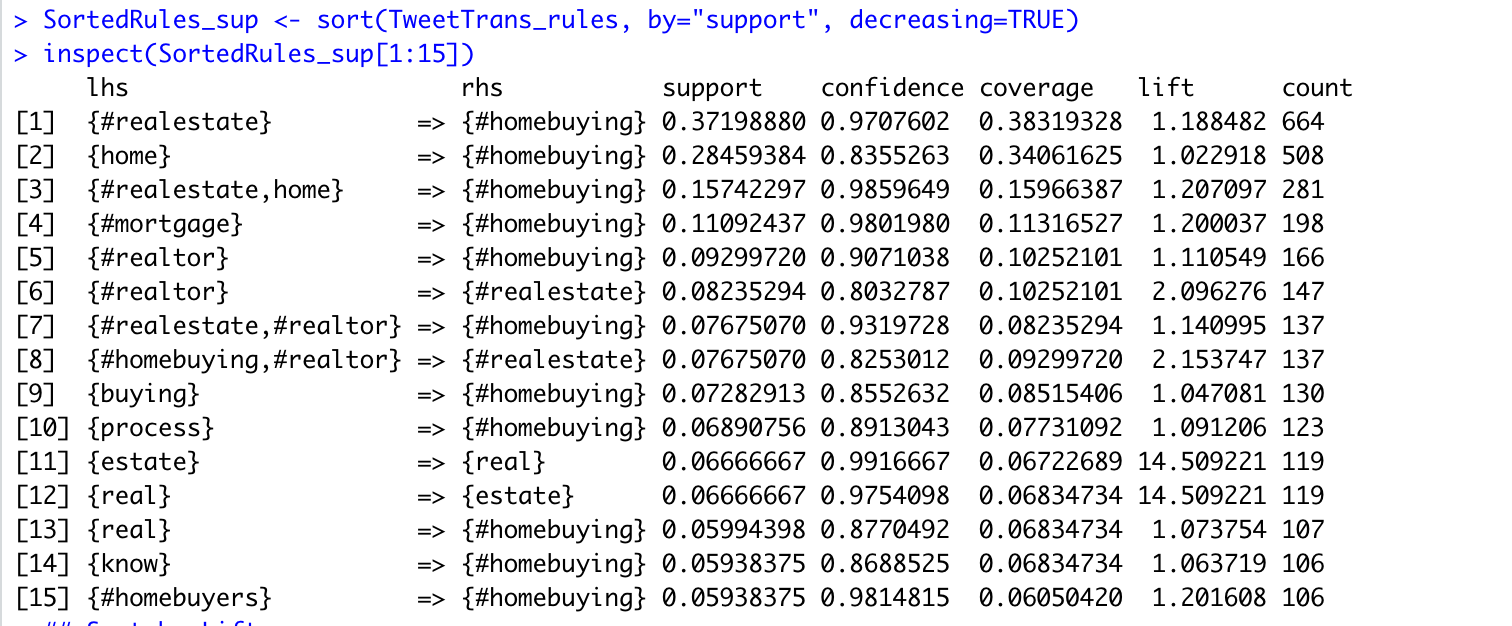 > SortedRules_sup <- sort(TweetTrans_rules, by="support", decreasing=TRUE)
> inspect(SortedRules_sup[1:15])
lhs rhs support confidence coverage lift count
[1] {#realestate} => {#homebuying} 0.37198880 0.9707602 0.38319328 1.188482 664
[2] {home} => {#homebuying} 0.28459384 0.8355263 0.34061625 1.022918 508
[3] {#realestate,home} => {#homebuying} 0.15742297 0.9859649 0.15966387 1.207097 281
[4] {#mortgage} => {#homebuying} 0.11092437 0.9801980 0.11316527 1.200037 198
[5] {#realtor} => {#homebuying} 0.09299720 0.9071038 0.10252101 1.110549 166
[6] {#realtor} => {#realestate} 0.08235294 0.8032787 0.10252101 2.096276 147
[7] {#realestate,#realtor} => {#homebuying} 0.07675070 0.9319728 0.08235294 1.140995 137
[8] {#homebuying,#realtor} => {#realestate} 0.07675070 0.8253012 0.09299720 2.153747 137
[9] {buying} => {#homebuying} 0.07282913 0.8552632 0.08515406 1.047081 130
[10] {process} => {#homebuying} 0.06890756 0.8913043 0.07731092 1.091206 123
[11] {estate} => {real} 0.06666667 0.9916667 0.06722689 14.509221 119
[12] {real} => {estate} 0.06666667 0.9754098 0.06834734 14.509221 119
[13] {real} => {#homebuying} 0.05994398 0.8770492 0.06834734 1.073754 107
[14] {know} => {#homebuying} 0.05938375 0.8688525 0.06834734 1.063719 106
[15] {#homebuyers} => {#homebuying} 0.05938375 0.9814815 0.06050420 1.201608 106